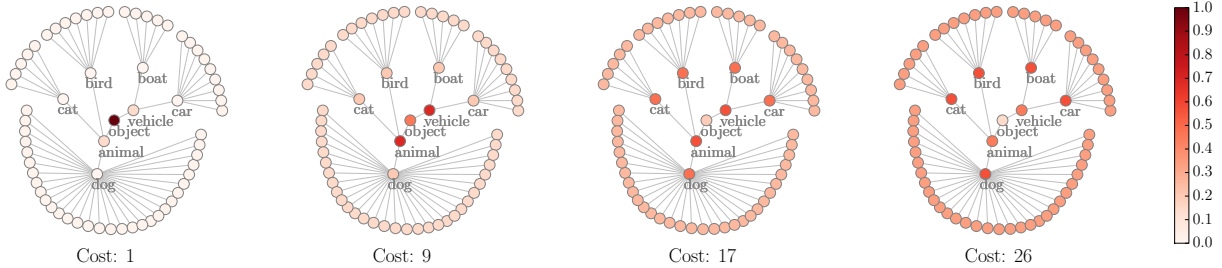 bird
boat
cat
car
vehicle
object
animal
dog
Cost: 1
bird
boat
cat
car
vehicle
object
animal
dog
Cost: 9
bird
boat
cat
car
vehicle
object
animal
dog
Cost: 17
bird
boat
cat
car
vehicle
object
animal
dog
Cost: 26
1.0
0.9
0.8
0.7
0.6
0.5
0.4
0.3
0.2
0.1
0.0